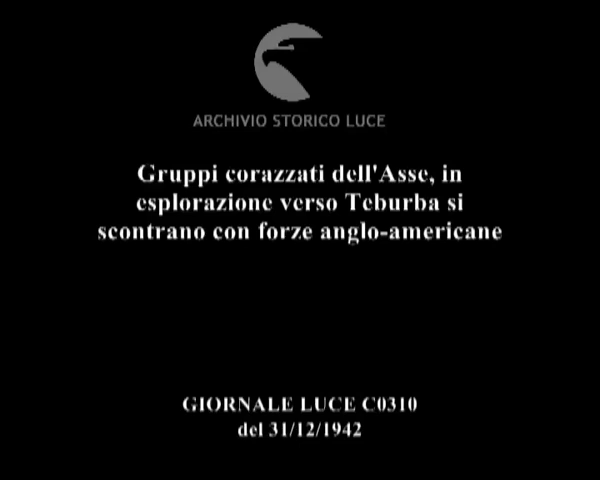 ARCHIVIO STORICO LUCE
Gruppi corazzati dell'Asse, in
esplorazione verso Teburba si
scontrano con forze anglo-americane
GIORNALE LUCE C0310
del 31/12/1942